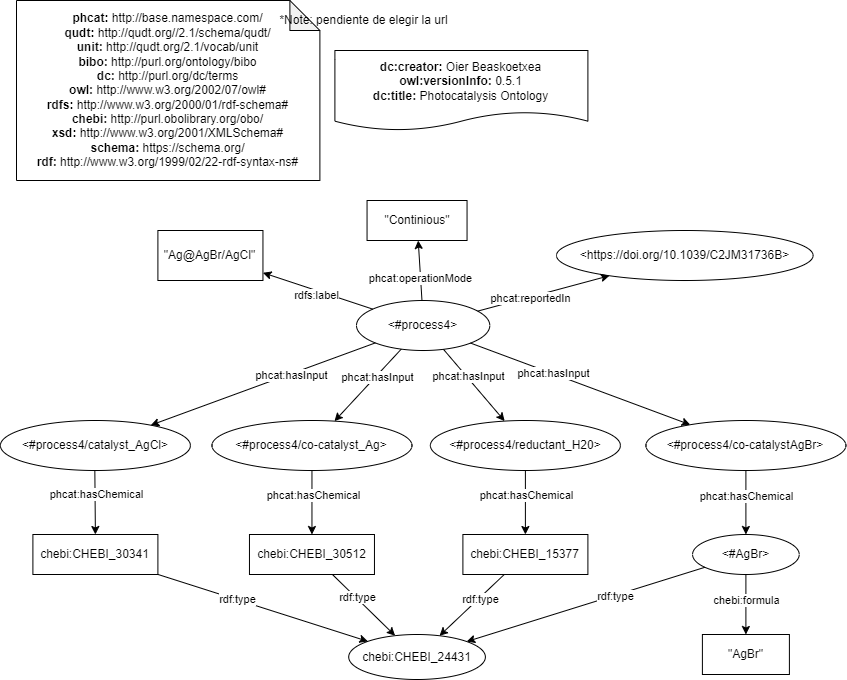 phcat: http://base.namespace.com/
qudt: http://qudt.org//2.1/schema/qudt/
unit: http://qudt.org/2.1/vocab/unit
bibo: http://purl.org/ontology/bibo
dc: http://purl.org/dc/terms
owl: http://www.w3.org/2002/07/owl#
rdfs: http://www.w3.org/2000/01/rdf-schema#
chebi: http://purl.obolibrary.org/obo/
xsd: http://www.w3.org/2001/XMLSchema#
schema: https://schema.org/
rdf: http://www.w3.org/1999/02/22-rdf-syntax-ns#
*Note: pendiente de elegir la url
dc:creator: Oier Beaskoetxea
owl:versionInfo: 0.5.1
dc:title: Photocatalysis Ontology
"Continious"
"Ag@AgBr/AgCl"
<https://doi.org/10.1039/C2JM31736B>
phcat:operationMode
rdfs:label
phcat:reportedIn
<#process4>
phcat:hasInput
phcat:hasInput
phcat:hasInput
phcat:hasInput
<#process4/catalyst_AgCl>
<#process4/co-catalyst_Ag>
<#process4/reductant_H20>
<#process4/co-catalystAgBr>
phcat:hasChemical
phcat:hasChemical
phcat:hasChemical
phcat:hasChemical
chebi:CHEBI_30341
chebi:CHEBI_30512
chebi:CHEBI_15377
<#AgBr>
rdf:type
rdf:type
rdf:type
rdf:type
chebi:formula
chebi:CHEBI_24431
"AgBr"